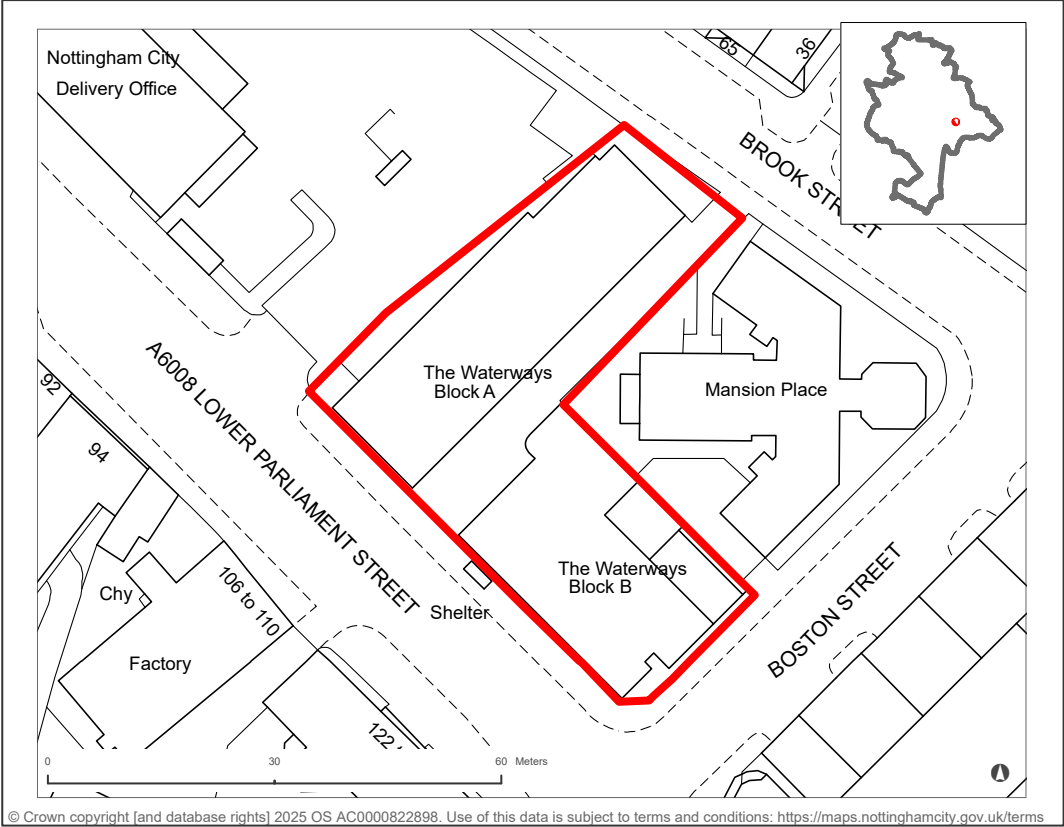 Nottingham City
Delivery Office
65
36
BROOK STREET
The Waterways
Block A
Mansion Place
A6008 LOWER PARLIAMENT STREET
92
94
106 to 110
Chy
Factory
Shelter
The Waterways
Block B
BOSTON STREET
122
0 30 60 Meters
© Crown copyright [and database rights] 2025 OS AC0000822898. Use of this data is subject to terms and conditions: https://maps.nottinghamcity.gov.uk/terms